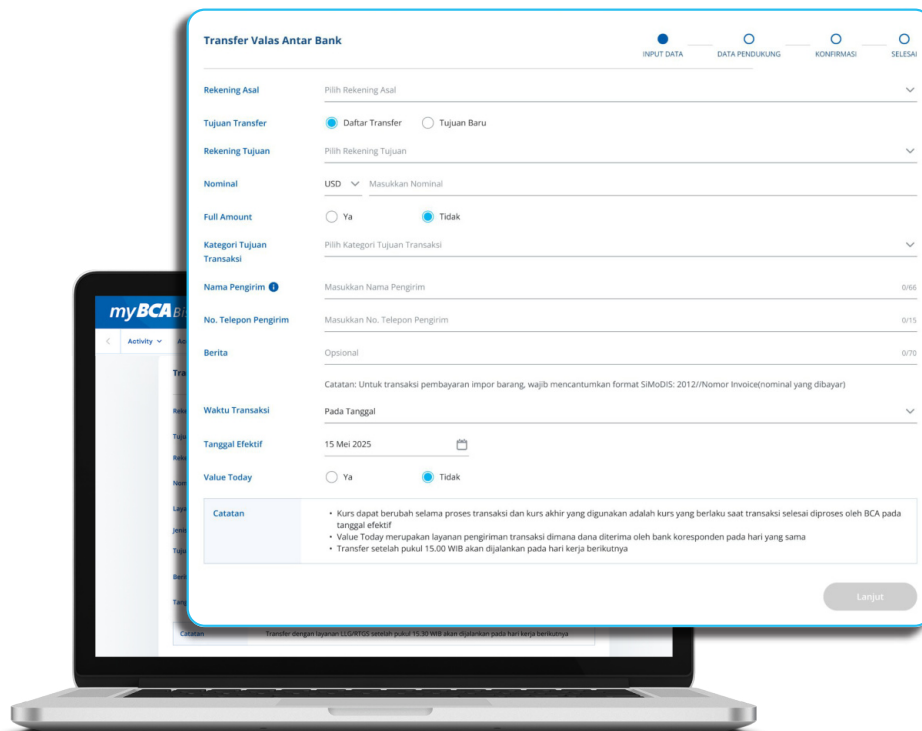 Transfer Valas Antar Bank
INPUT DATA
DATA PENDUKUNG
KONFIRMASI
SELESAI
Rekening Asal
Pilih Rekening Asal
Tujuan Transfer
Daftar Transfer
Tujuan Baru
Rekening Tujuan
Pilih Rekening Tujuan
Nominal
USD
Masukkan Nominal
Full Amount
Ya
Tidak
Kategori Tujuan
Transaksi
Pilih Kategori Tujuan Transaksi
Nama Pengirim
Masukkan Nama Pengirim
0/66
No. Telepon Pengirim
Masukkan No. Telepon Pengirim
0/15
Berita
Opsional
0/70
Catatan: Untuk transaksi pembayaran impor barang, wajib mencantumkan format SiMoDIS: 2012//Nomor Invoice(nominal yang dibayar)
Waktu Transaksi
Pada Tanggal
Tanggal Efektif
15 Mei 2025
Value Today
Ya
Tidak
Catatan
• Kurs dapat berubah selama proses transaksi dan kurs akhir yang digunakan adalah kurs yang berlaku saat transaksi selesai diproses oleh BCA pada
tanggal efektif
• Value Today merupakan layanan pengiriman transaksi dimana dana diterima oleh bank koresponden pada hari yang sama
• Transfer setelah pukul 15.00 WIB akan dijalankan pada hari kerja berikutnya
Lanjut
myBCA
Activity
Catatan
Transfer dengan layanan LLG/RTGS setelah pukul 15.30 WIB akan dijalankan pada hari kerja berikutnya